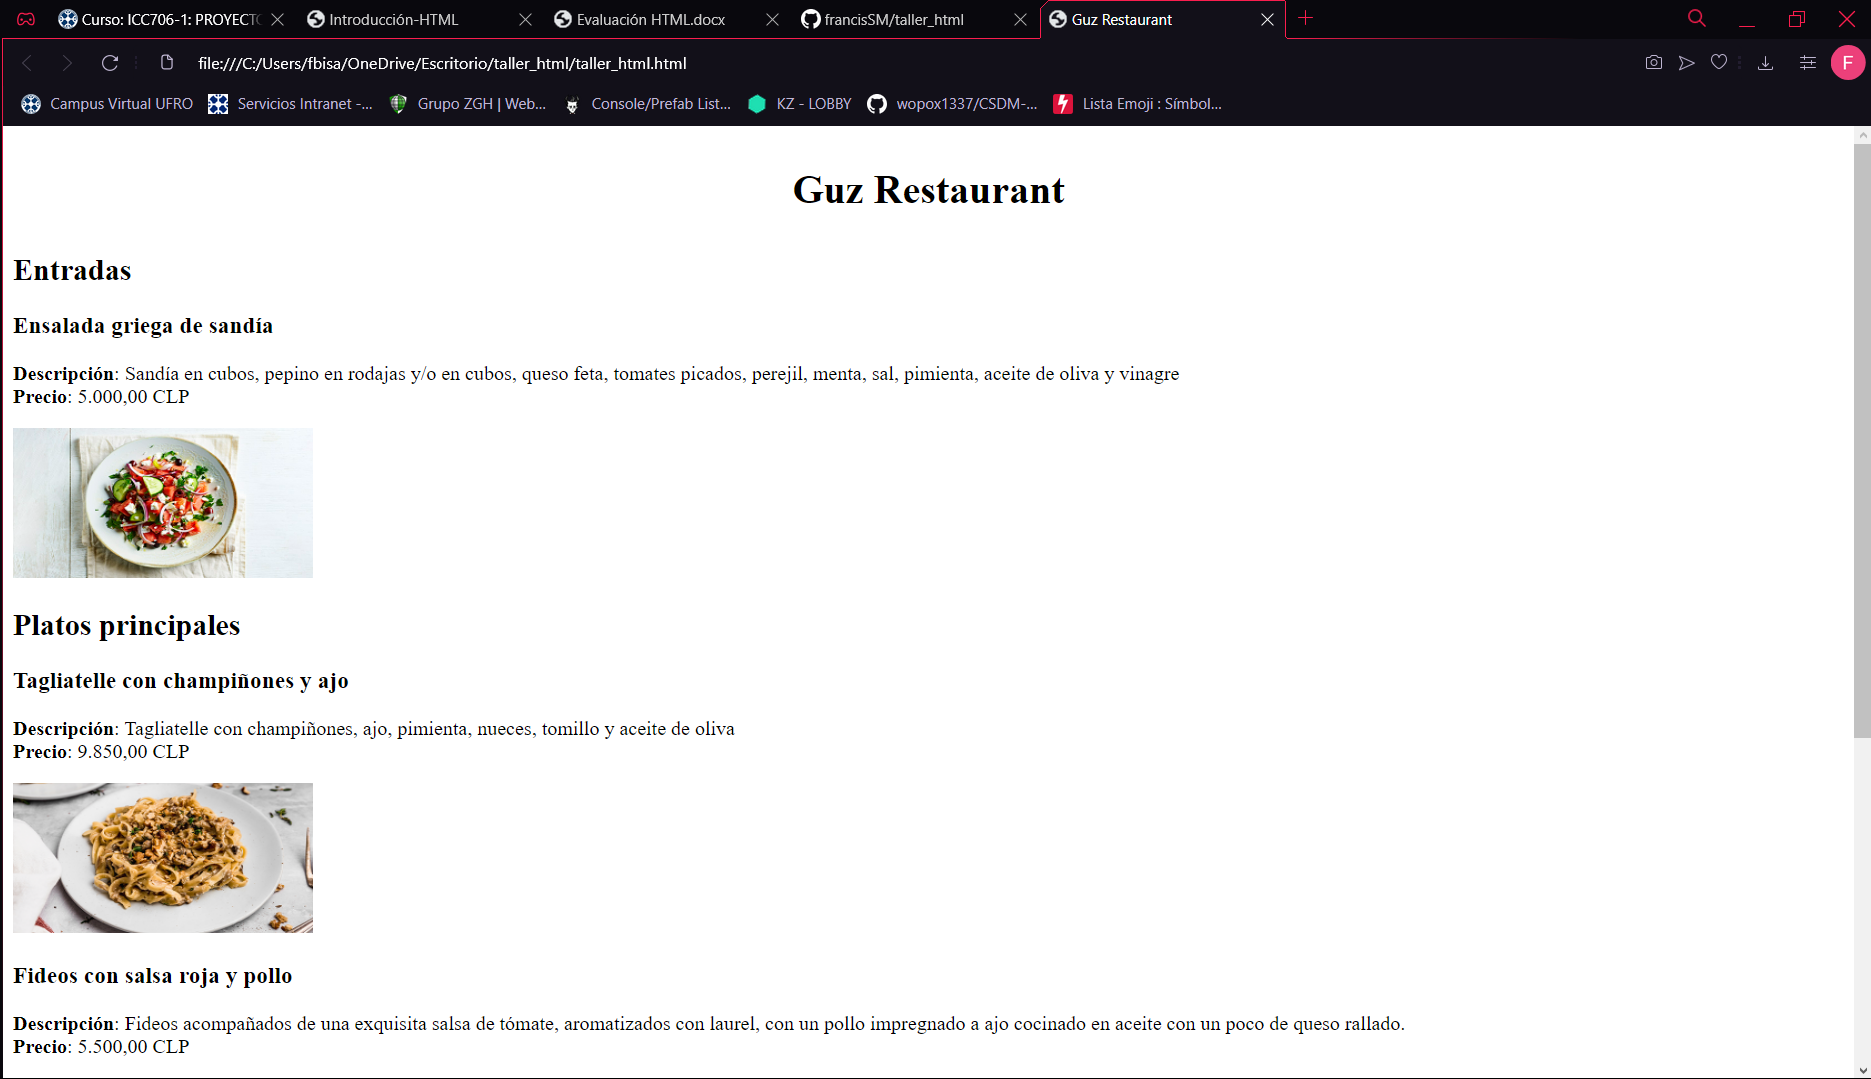 Curso: ICC706-1: PROYECTO
Introducción-HTML
Evaluación HTML.docx
francisSM/taller_html
Guz Restaurant
file:///C:/Users/fbisa/OneDrive/Escritorio/taller_html/taller_html.html
F
Campus Virtual UFRO
Servicios Intranet -...
Grupo ZGH | Web...
Console/Prefab List...
KZ - LOBBY
wopox1337/CSDM-...
Lista Emoji : Símbol...
Guz Restaurant
Entradas
Ensalada griega de sandía
Descripción: Sandía en cubos, pepino en rodajas y/o en cubos, queso feta, tomates picados, perejil, menta, sal, pimienta, aceite de oliva y vinagre
Precio: 5.000,00 CLP
Platos principales
Tagliatelle con champiñones y ajo
Descripción: Tagliatelle con champiñones, ajo, pimienta, nueces, tomillo y aceite de oliva
Precio: 9.850,00 CLP
Fideos con salsa roja y pollo
Descripción: Fideos acompañados de una exquisita salsa de tómate, aromatizados con laurel, con un pollo impregnado a ajo cocinado en aceite con un poco de queso rallado.
Precio: 5.500,00 CLP